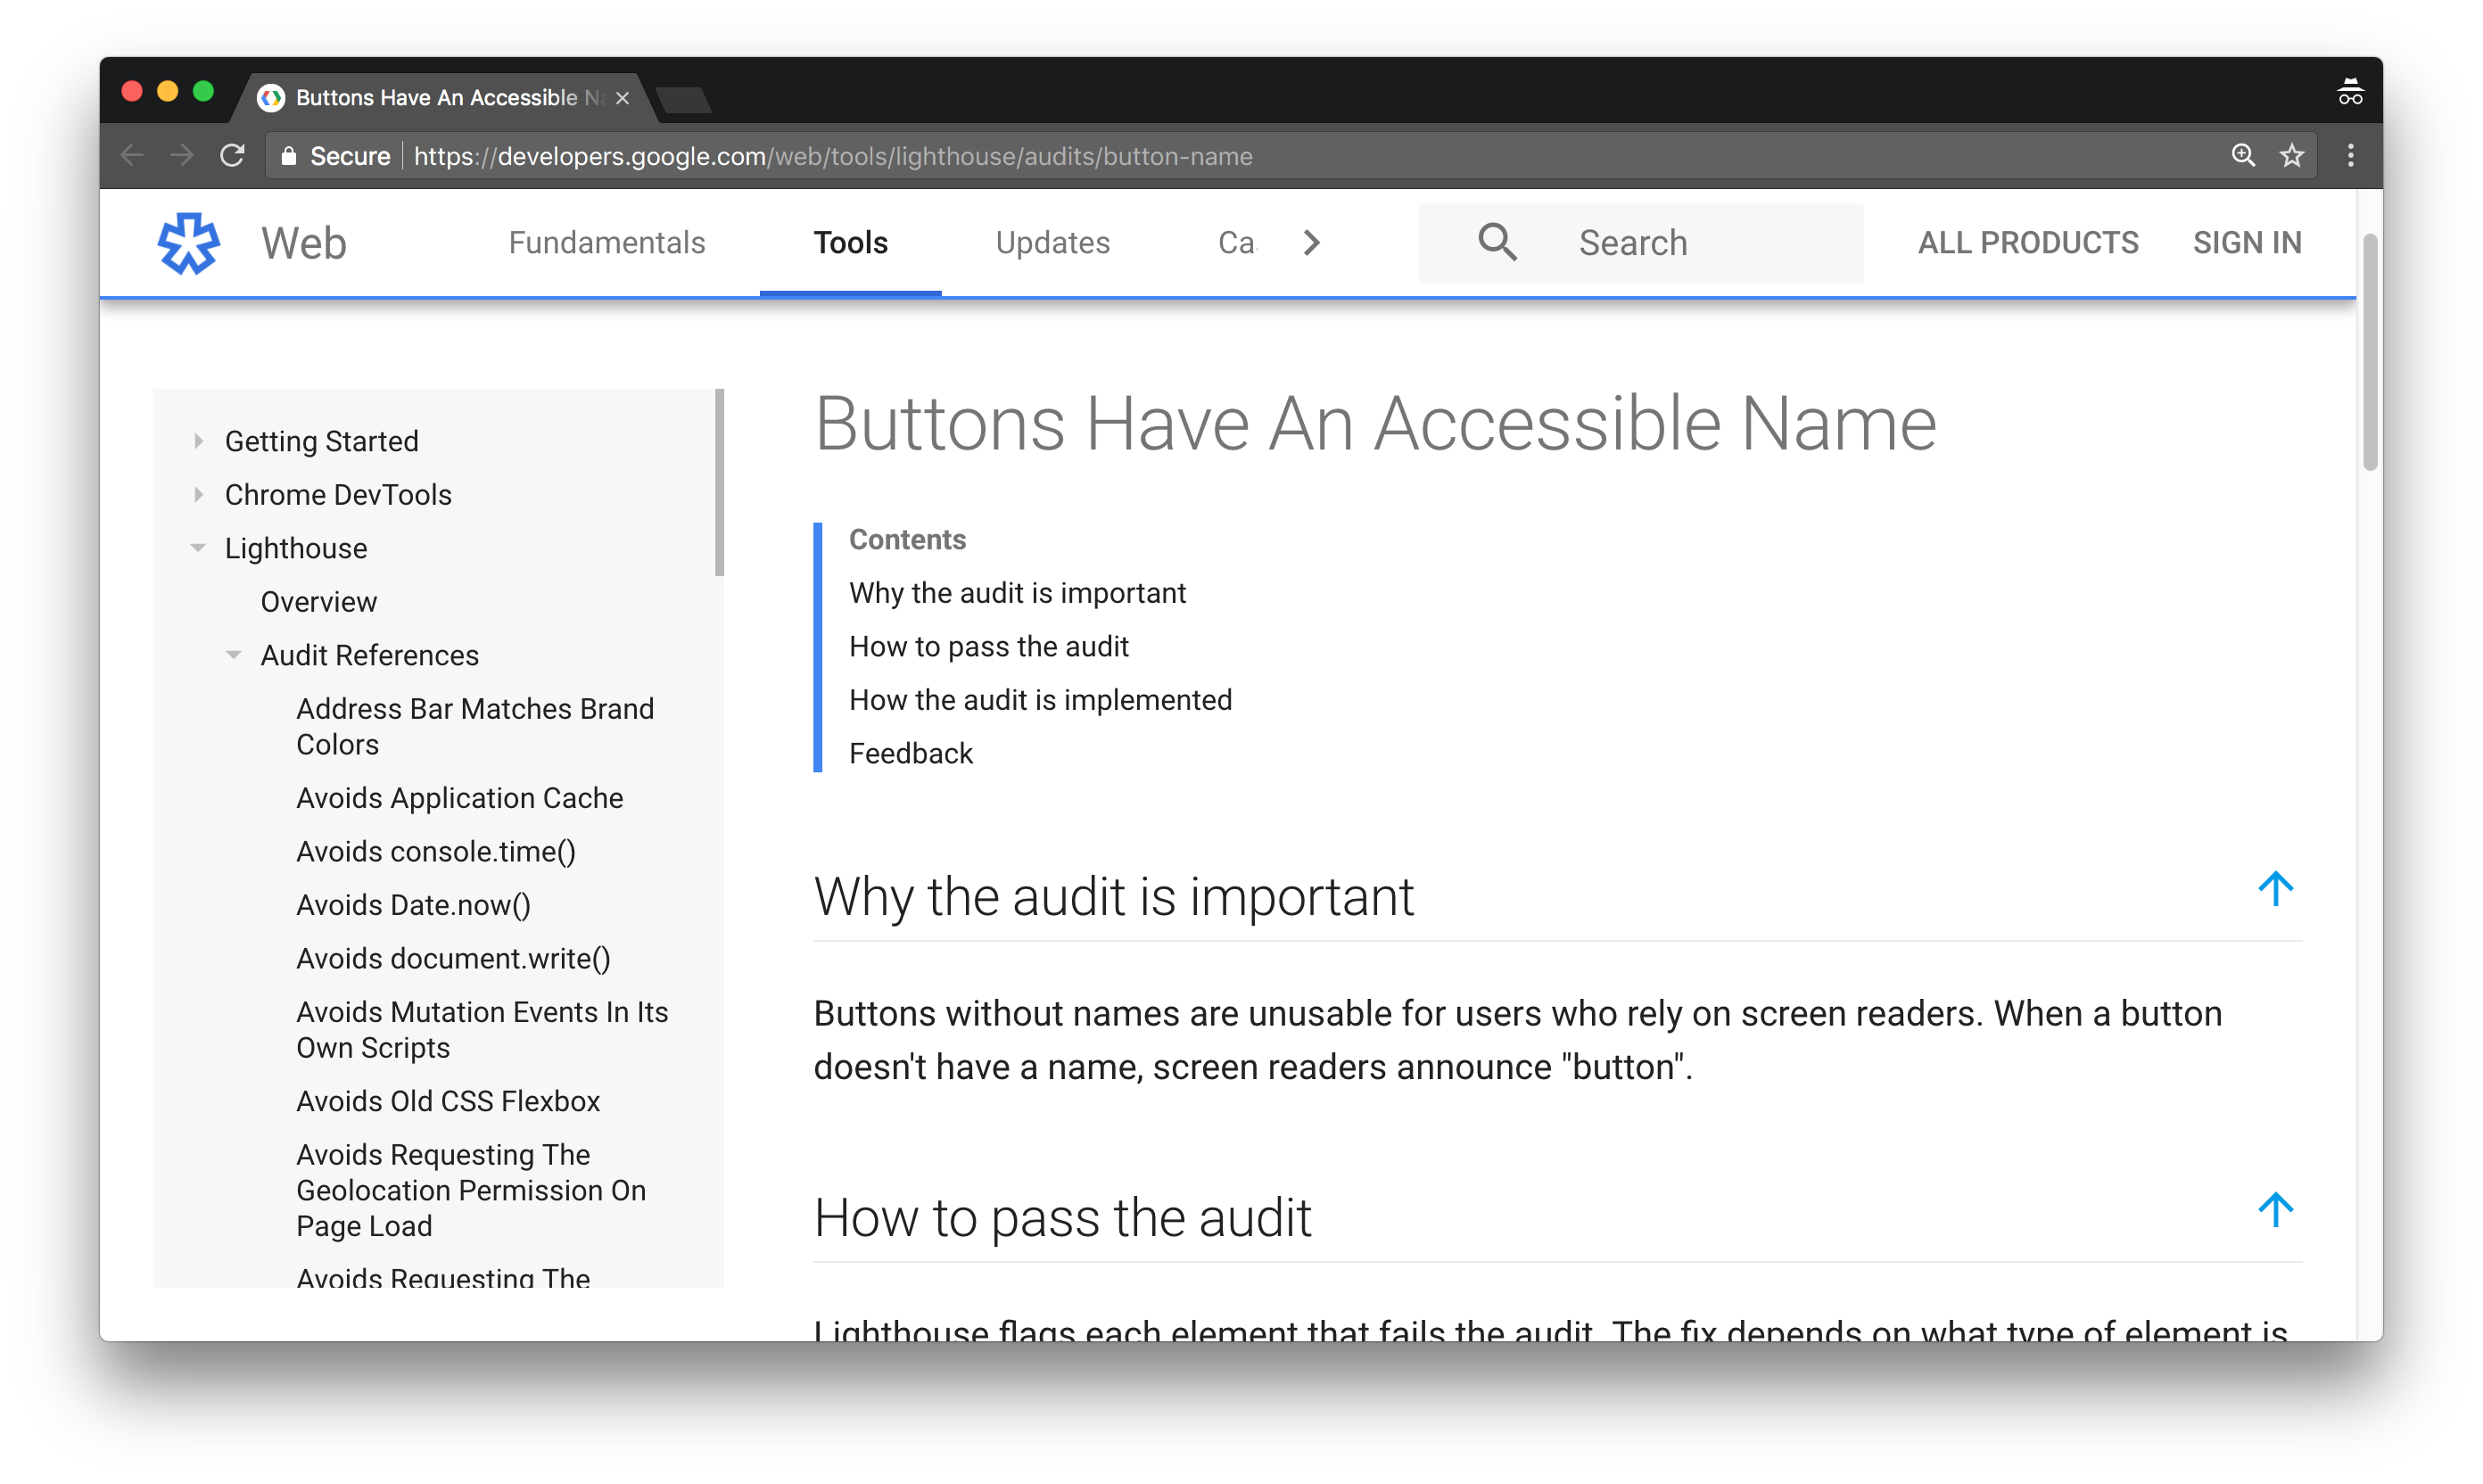 Buttons Have An Accessible
Secure https://developers.google.com/web/tools/lighthouse/audits/button-name
Web Fundamentals Tools Updates Ca Search ALL PRODUCTS SIGN IN
Getting Started
Chrome DevTools
Lighthouse
Overview
Audit References
Address Bar Matches Brand
Colors
Avoids Application Cache
Avoids console.time()
Avoids Date.now()
Avoids document.write()
Avoids Mutation Events In Its
Own Scripts
Avoids Old CSS Flexbox
Avoids Requesting The
Geolocation Permission On
Page Load
Avoids Requesting The
Buttons Have An Accessible Name
Contents
Why the audit is important
How to pass the audit
How the audit is implemented
Feedback
Why the audit is important
Buttons without names are unusable for users who rely on screen readers. When a button
doesn't have a name, screen readers announce "button".
How to pass the audit
Lighthouse flags each element that fails the audit. The fix depends on what type of element is